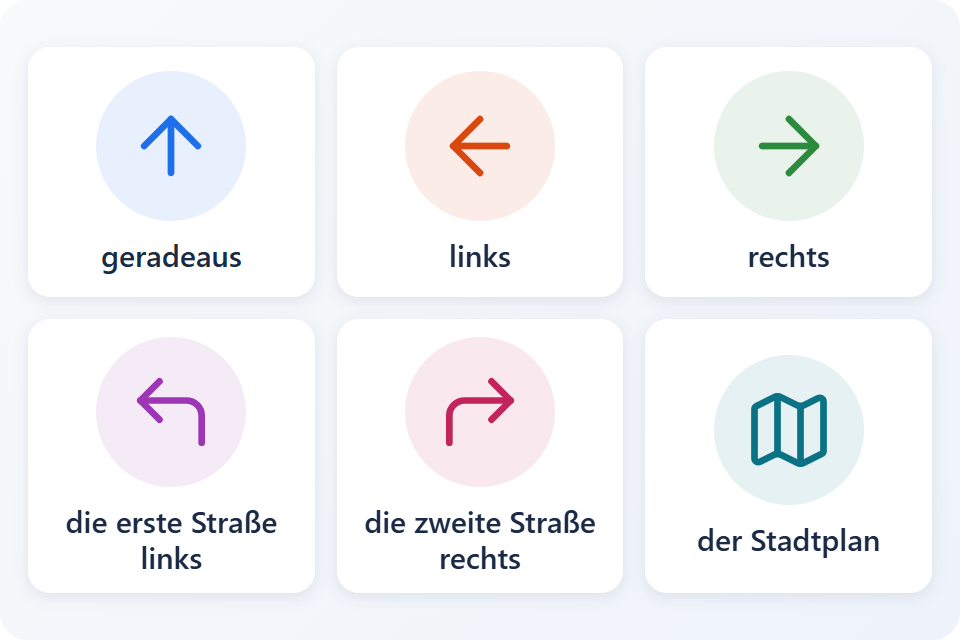 geradeaus
links
rechts
die erste Straße
links
die zweite Straße
rechts
der Stadtplan